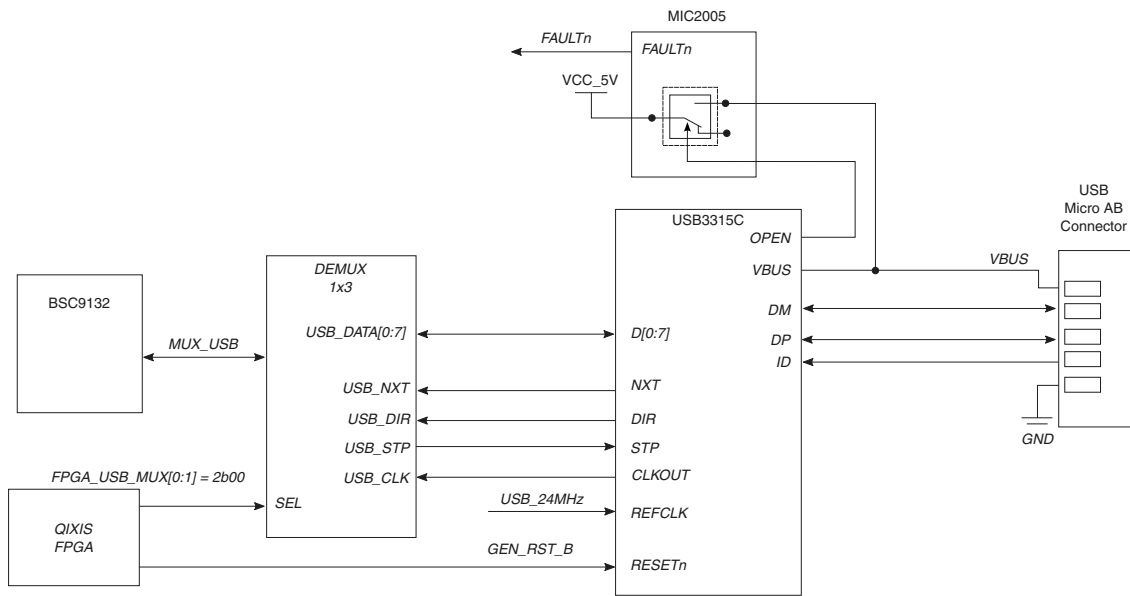 MIC2005
FAULTn
FAULTn
VCC_5V
USB
Micro AB
Connector
USB3315C
OPEN
VBUS
VBUS
DEMUX
1x3
BSC9132
DM
USB_DATA[0:7]
D[0:7]
DP
MUX_USB
ID
USB_NXT
NXT
USB_DIR
DIR
GND
USB_STP
STP
FPGA_USB_MUX[0:1] = 2b00
USB_CLK
CLKOUT
SEL
USB_24MHz
REFCLK
QIXIS
FPGA
GEN_RST_B
RESETn